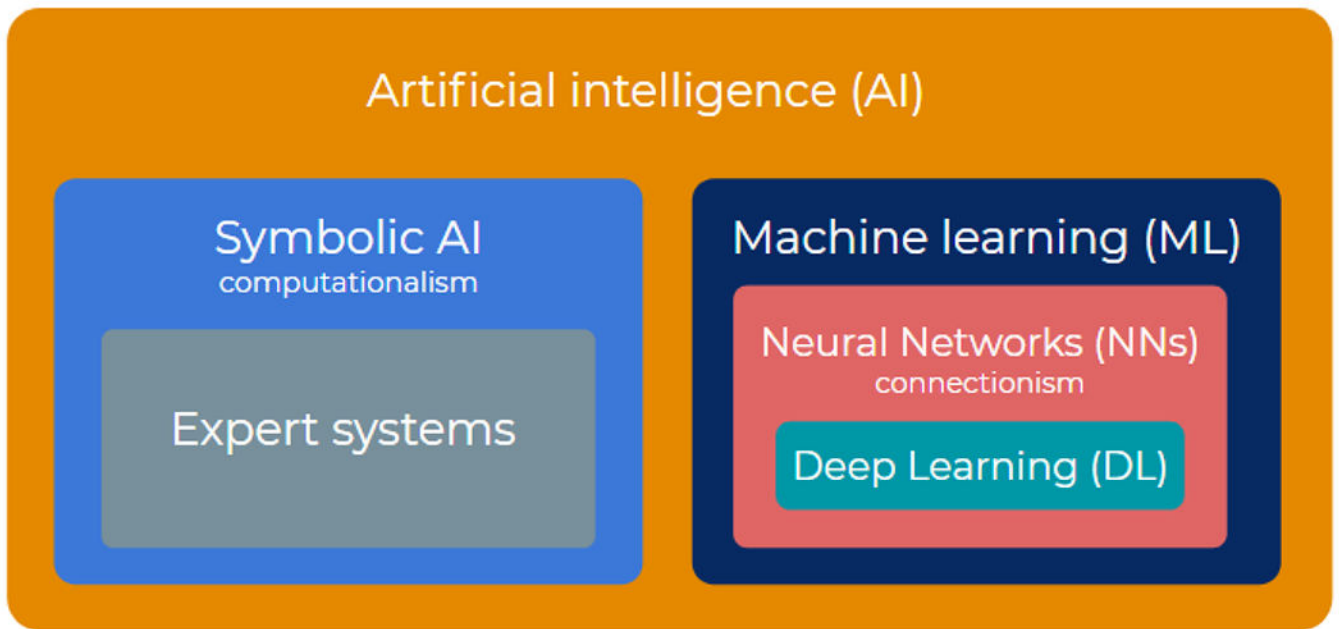 Artificial intelligence (AI)
Symbolic AI
computationalism
Expert systems
Machine learning (ML)
Neural Networks (NNs)
connectionism
Deep Learning (DL)